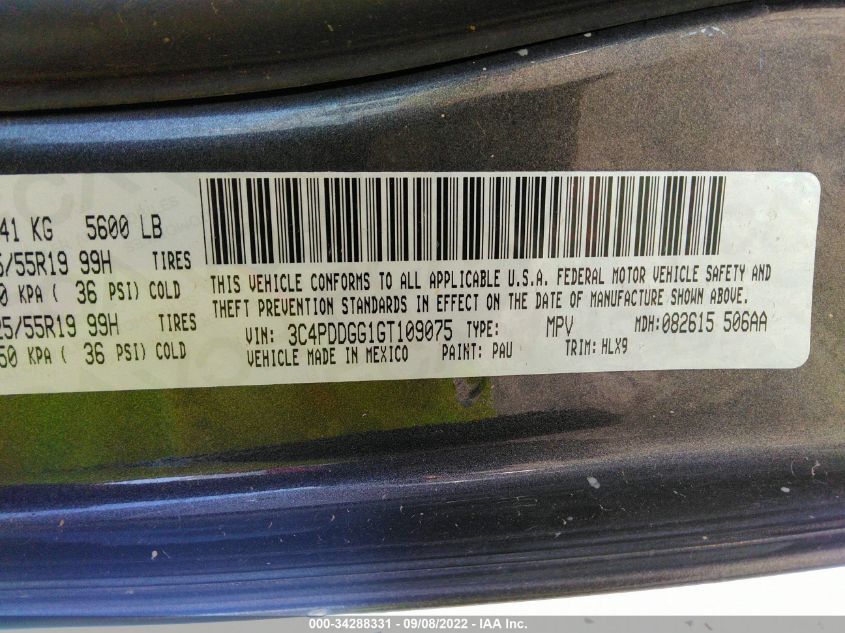 41 KG 5600 LB
/55R19 99H TIRES
0 KPA ( 36 PSI) COLD
25/55R19 99H TIRES
50 KPA ( 36 PSI) COLD
THIS VEHICLE CONFORMS TO ALL APPLICABLE U.S.A. FEDERAL MOTOR VEHICLE SAFETY AND
THEFT PREVENTION STANDARDS IN EFFECT ON THE DATE OF MANUFACTURE SHOWN ABOVE.
VIN: 3C4PDDGG1GT109075 TYPE: MPV MDH: 082615 506AA
VEHICLE MADE IN MEXICO PAINT: PAU TRIM: HLX9
000-34288331 - 09/08/2022 - IAA Inc.